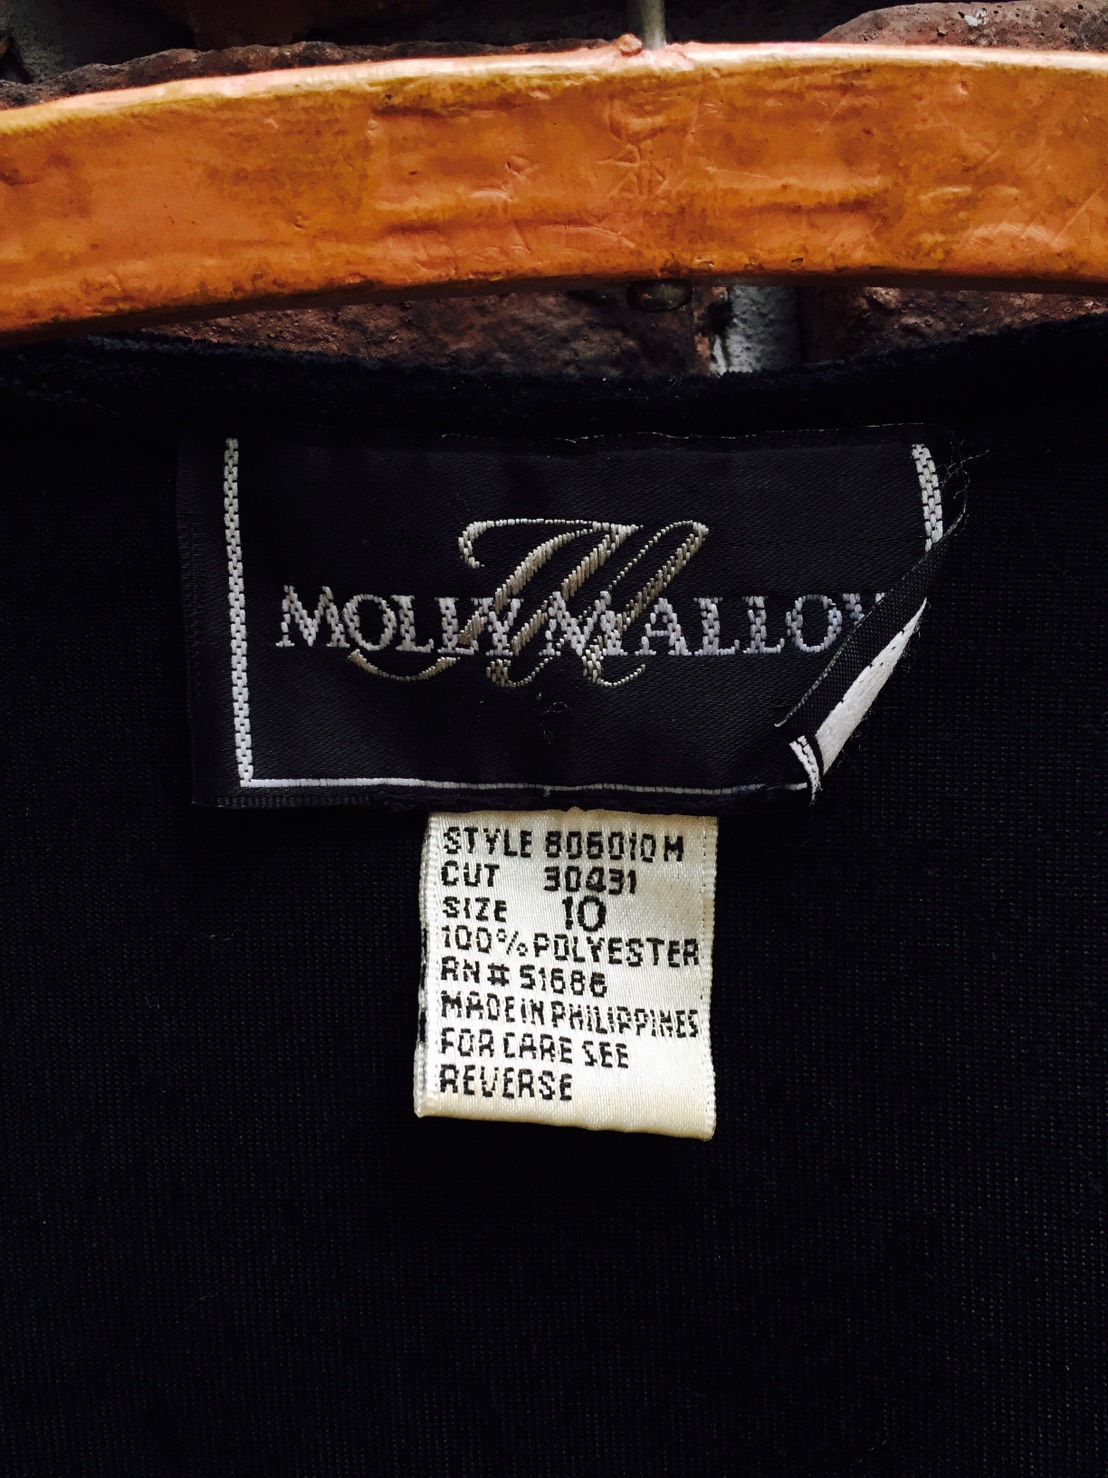 MOLLY MALLOY
STYLE 806010M
CUT 30431
SIZE 10
100% POLYESTER
RN# 51686
MADE IN PHILIPPINES
FOR CARE SEE
REVERSE